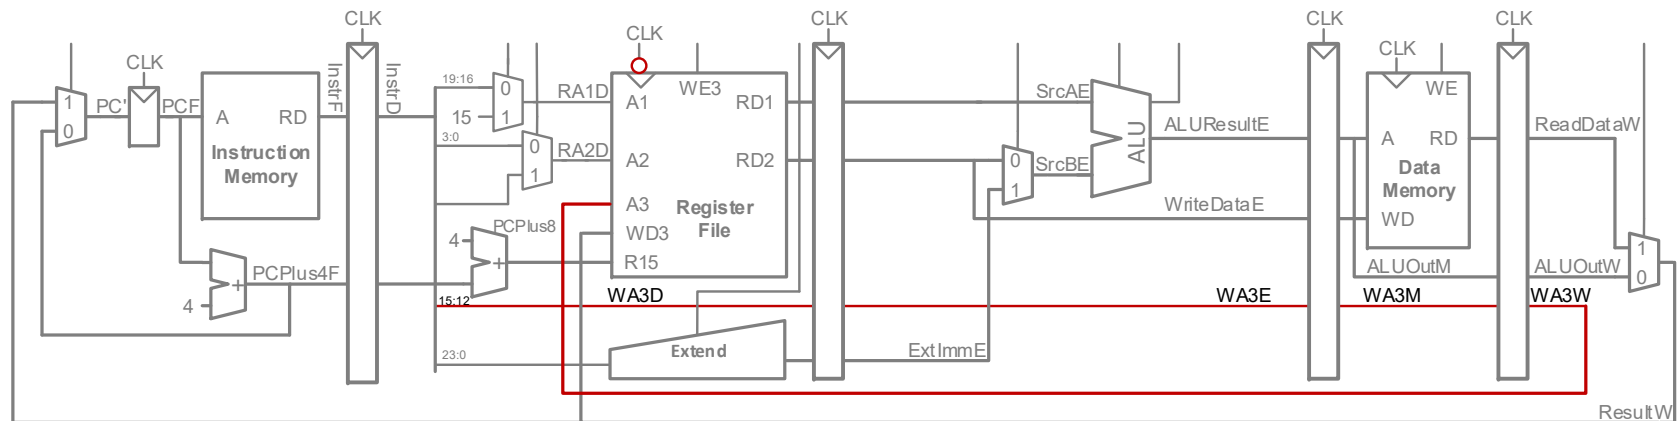 CLK
CLK
CLK
CLK
CLK
CLK
CLK
1
0
PC'
PCF
A
RD
Instruction
Memory
InstrF
InstrD
4
+
PCPlus4F
19:16
15
0
1
RA1D
3:0
0
1
RA2D
A1
A2
A3
WD3
R15
WE3
RD1
RD2
Register
File
PCPlus8
4
+
15:12
WA3D
23:0
Extend
ExtImmE
SrcAE
0
1
SrcBE
ALU
ALUResultE
WriteDataE
WA3E
A
RD
WE
Data
Memory
WD
ALUOutM
WA3M
ReadDataW
ALUOutW
WA3W
1
0
ResultW